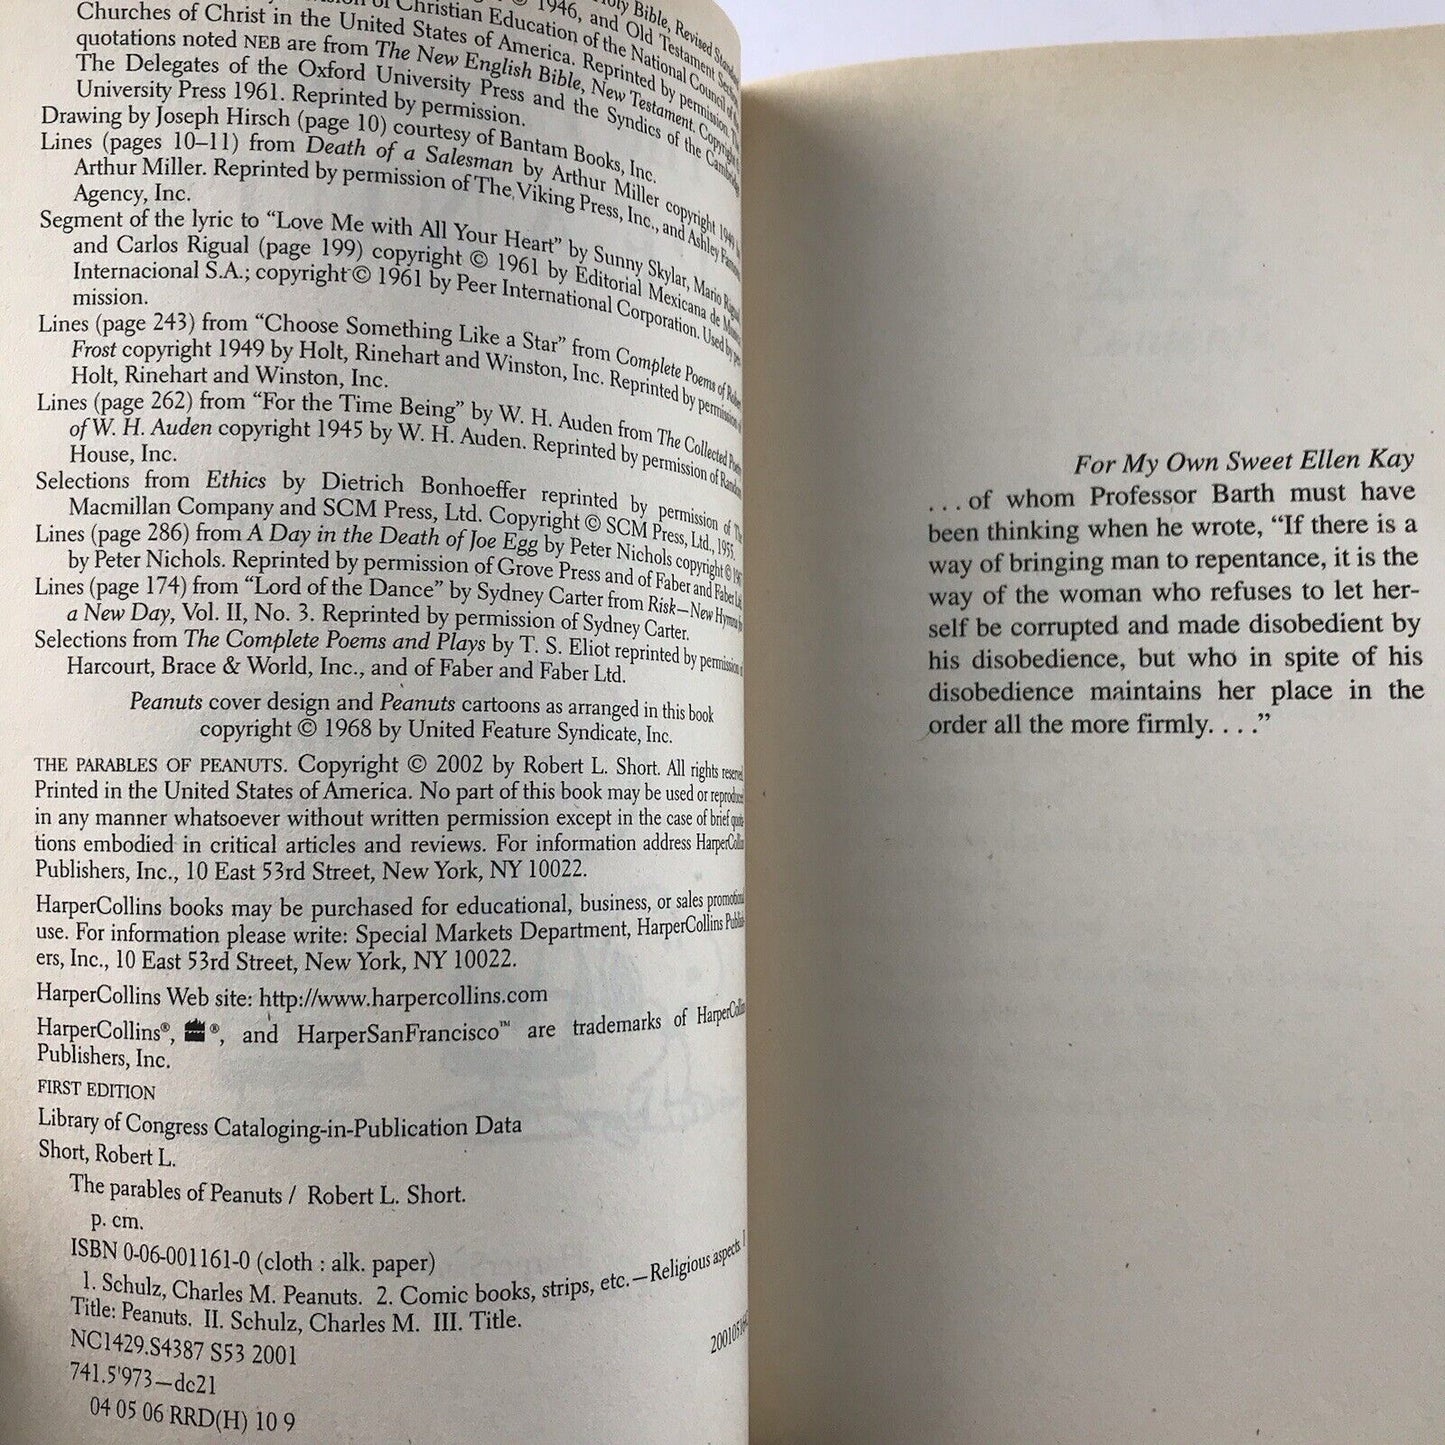 Holy Bible, Revised Standard
of Christian Education of the National Council of the
1946, and Old Testament Section
Churches of Christ in the United States of America. Reprinted by permission. The
quotations noted NEB are from The New English Bible, New Testament. Copyright ©
The Delegates of the Oxford University Press and the Syndics of the Cambridge
University Press 1961. Reprinted by permission.
Drawing by Joseph Hirsch (page 10) courtesy of Bantam Books, Inc.
Lines (pages 10–11) from Death of a Salesman by Arthur Miller copyright 1949 by
Arthur Miller. Reprinted by permission of The Viking Press, Inc., and Ashley Famous
Agency, Inc.
Segment of the lyric to “Love Me with All Your Heart” by Sunny Skylar, Mario Rigual
and Carlos Rigual (page 199) copyright © 1961 by Editorial Mexicana de
Internacional S.A.; copyright © 1961 by Peer International Corporation. Used by per-
mission.
Lines (page 243) from “Choose Something Like a Star” from Complete Poems of Robert
Frost copyright 1949 by Holt, Rinehart and Winston, Inc. Reprinted by permission of
Holt, Rinehart and Winston, Inc.
Lines (page 262) from “For the Time Being” by W. H. Auden from The Collected Poetry
of W. H. Auden copyright 1945 by W. H. Auden. Reprinted by permission of Random
House, Inc.
Selections from Ethics by Dietrich Bonhoeffer reprinted by permission of The
Macmillan Company and SCM Press, Ltd. Copyright © SCM Press, Ltd., 1955.
Lines (page 286) from A Day in the Death of Joe Egg by Peter Nichols copyright © 1967
by Peter Nichols. Reprinted by permission of Grove Press and of Faber and Faber Ltd.
Lines (page 174) from “Lord of the Dance” by Sydney Carter from Risk—New Hymns for
a New Day, Vol. II, No. 3. Reprinted by permission of Sydney Carter.
Selections from The Complete Poems and Plays by T. S. Eliot reprinted by permission of
Harcourt, Brace & World, Inc., and of Faber and Faber Ltd.
Peanuts cover design and Peanuts cartoons as arranged in this book
copyright © 1968 by United Feature Syndicate, Inc.
THE PARABLES OF PEANUTS. Copyright © 2002 by Robert L. Short. All rights reserved.
Printed in the United States of America. No part of this book may be used or reproduced
in any manner whatsoever without written permission except in the case of brief quota-
tions embodied in critical articles and reviews. For information address HarperCollins
Publishers, Inc., 10 East 53rd Street, New York, NY 10022.
HarperCollins books may be purchased for educational, business, or sales promotional
use. For information please write: Special Markets Department, HarperCollins Publish-
ers, Inc., 10 East 53rd Street, New York, NY 10022.
HarperCollins Web site: http://www.harpercollins.com
HarperCollins®, ®, and HarperSanFrancisco™ are trademarks of HarperCollins
Publishers, Inc.
FIRST EDITION
Library of Congress Cataloging-in-Publication Data
Short, Robert L.
The parables of Peanuts / Robert L. Short.
p. cm.
ISBN 0-06-001161-0 (cloth : alk. paper)
1. Schulz, Charles M. Peanuts. 2. Comic books, strips, etc.—Religious aspects. I.
Title: Peanuts. II. Schulz, Charles M. III. Title.
NC1429.S4387 S53 2001
741.5'973—dc21
04 05 06 RRD(H) 10 9
For My Own Sweet Ellen Kay
. . . of whom Professor Barth must have
been thinking when he wrote, “If there is a
way of bringing man to repentance, it is the
way of the woman who refuses to let her-
self be corrupted and made disobedient by
his disobedience, but who in spite of his
disobedience maintains her place in the
order all the more firmly. . . .”